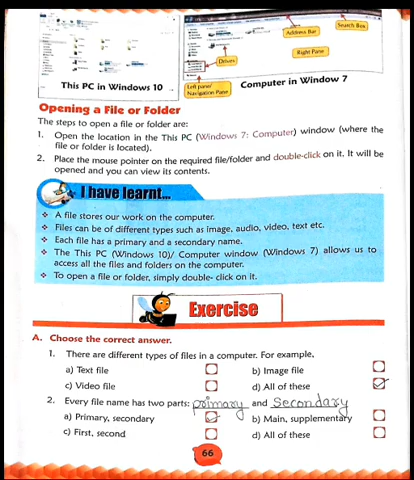 Search Box
Address Bar
Right Pane
Drives
Left pane/
Navigation Pane
This PC in Windows 10
Computer in Window 7
Opening a File or Folder
The steps to open a file or folder are:
1. Open the location in the This PC (Windows 7: Computer) window (where the
file or folder is located).
2. Place the mouse pointer on the required file/folder and double-click on it. It will be
opened and you can view its contents.
I have learnt...
❖ A file stores our work on the computer.
❖ Files can be of different types such as image, audio, video, text etc.
❖ Each file has a primary and a secondary name.
❖ The This PC (Windows 10)/ Computer window (Windows 7) allows us to
access all the files and folders on the computer.
❖ To open a file or folder, simply double- click on it.
Exercise
A. Choose the correct answer.
1. There are different types of files in a computer. For example,
a) Text file b) Image file
c) Video file d) All of these
2. Every file name has two parts: primary and Secondary
a) Primary, secondary b) Main, supplementary
c) First, second d) All of these
66